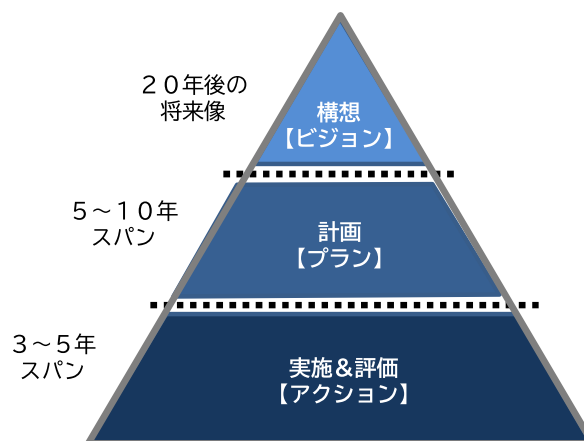 ２０年後の
将来像
構想
【ビジョン】
５～１０年
スパン
計画
【プラン】
３～５年
スパン
実施＆評価
【アクション】